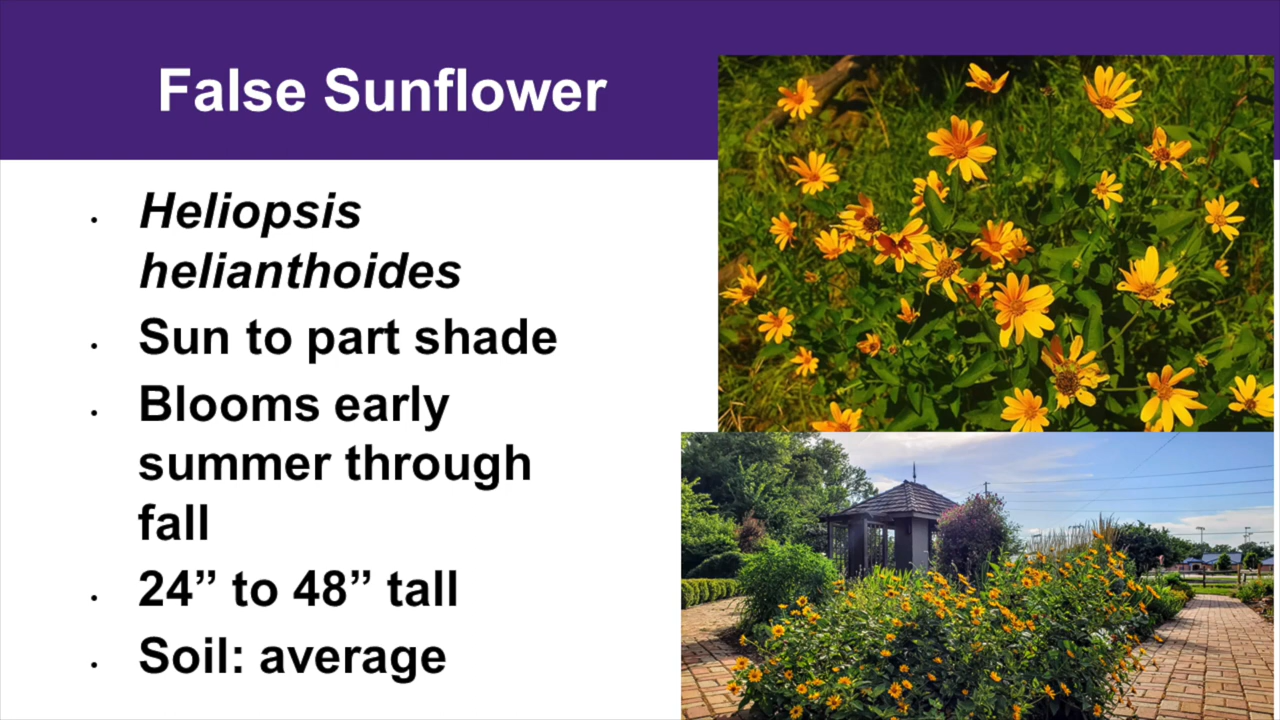 False Sunflower
• Heliopsis
helianthoides
• Sun to part shade
• Blooms early
summer through
fall
• 24” to 48” tall
• Soil: average